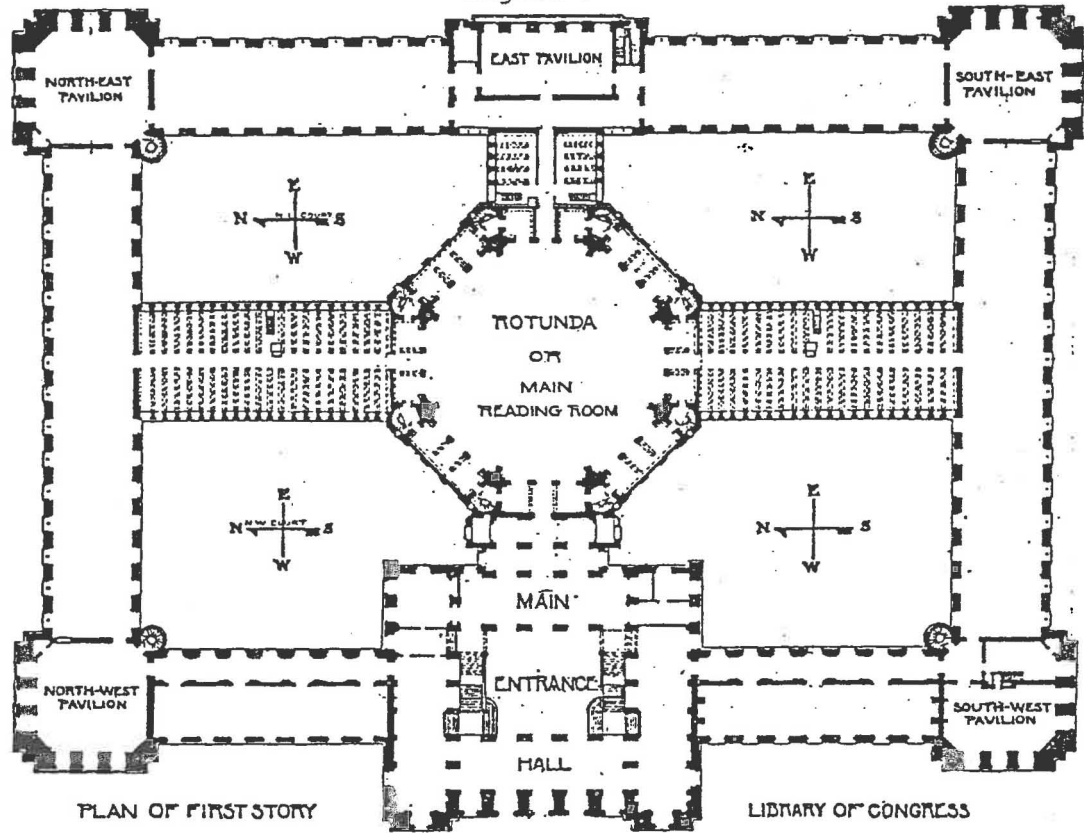 EAST PAVILION
NORTH-EAST
PAVILION
SOUTH-EAST
PAVILION
E
N S
W
E
N S
W
ROTUNDA
OR
MAIN
READING ROOM
E
N N.W. COURT S
W
E
N S
W
MAIN
ENTRANCE
HALL
NORTH-WEST
PAVILION
SOUTH-WEST
PAVILION
PLAN OF FIRST STORY
LIBRARY OF CONGRESS